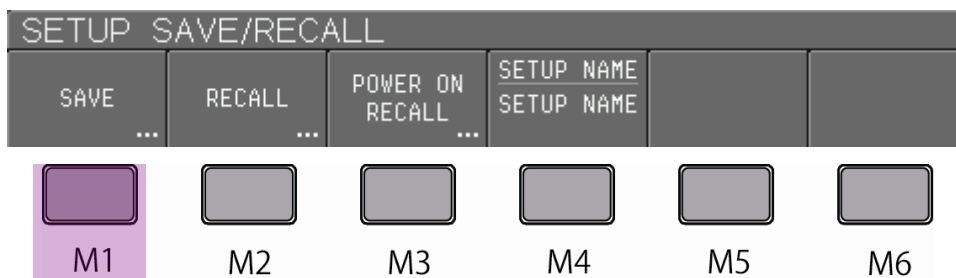 SETUP SAVE/RECALL
SAVE
...
RECALL
...
POWER ON
RECALL
...
SETUP NAME
SETUP NAME
M1 M2 M3 M4 M5 M6